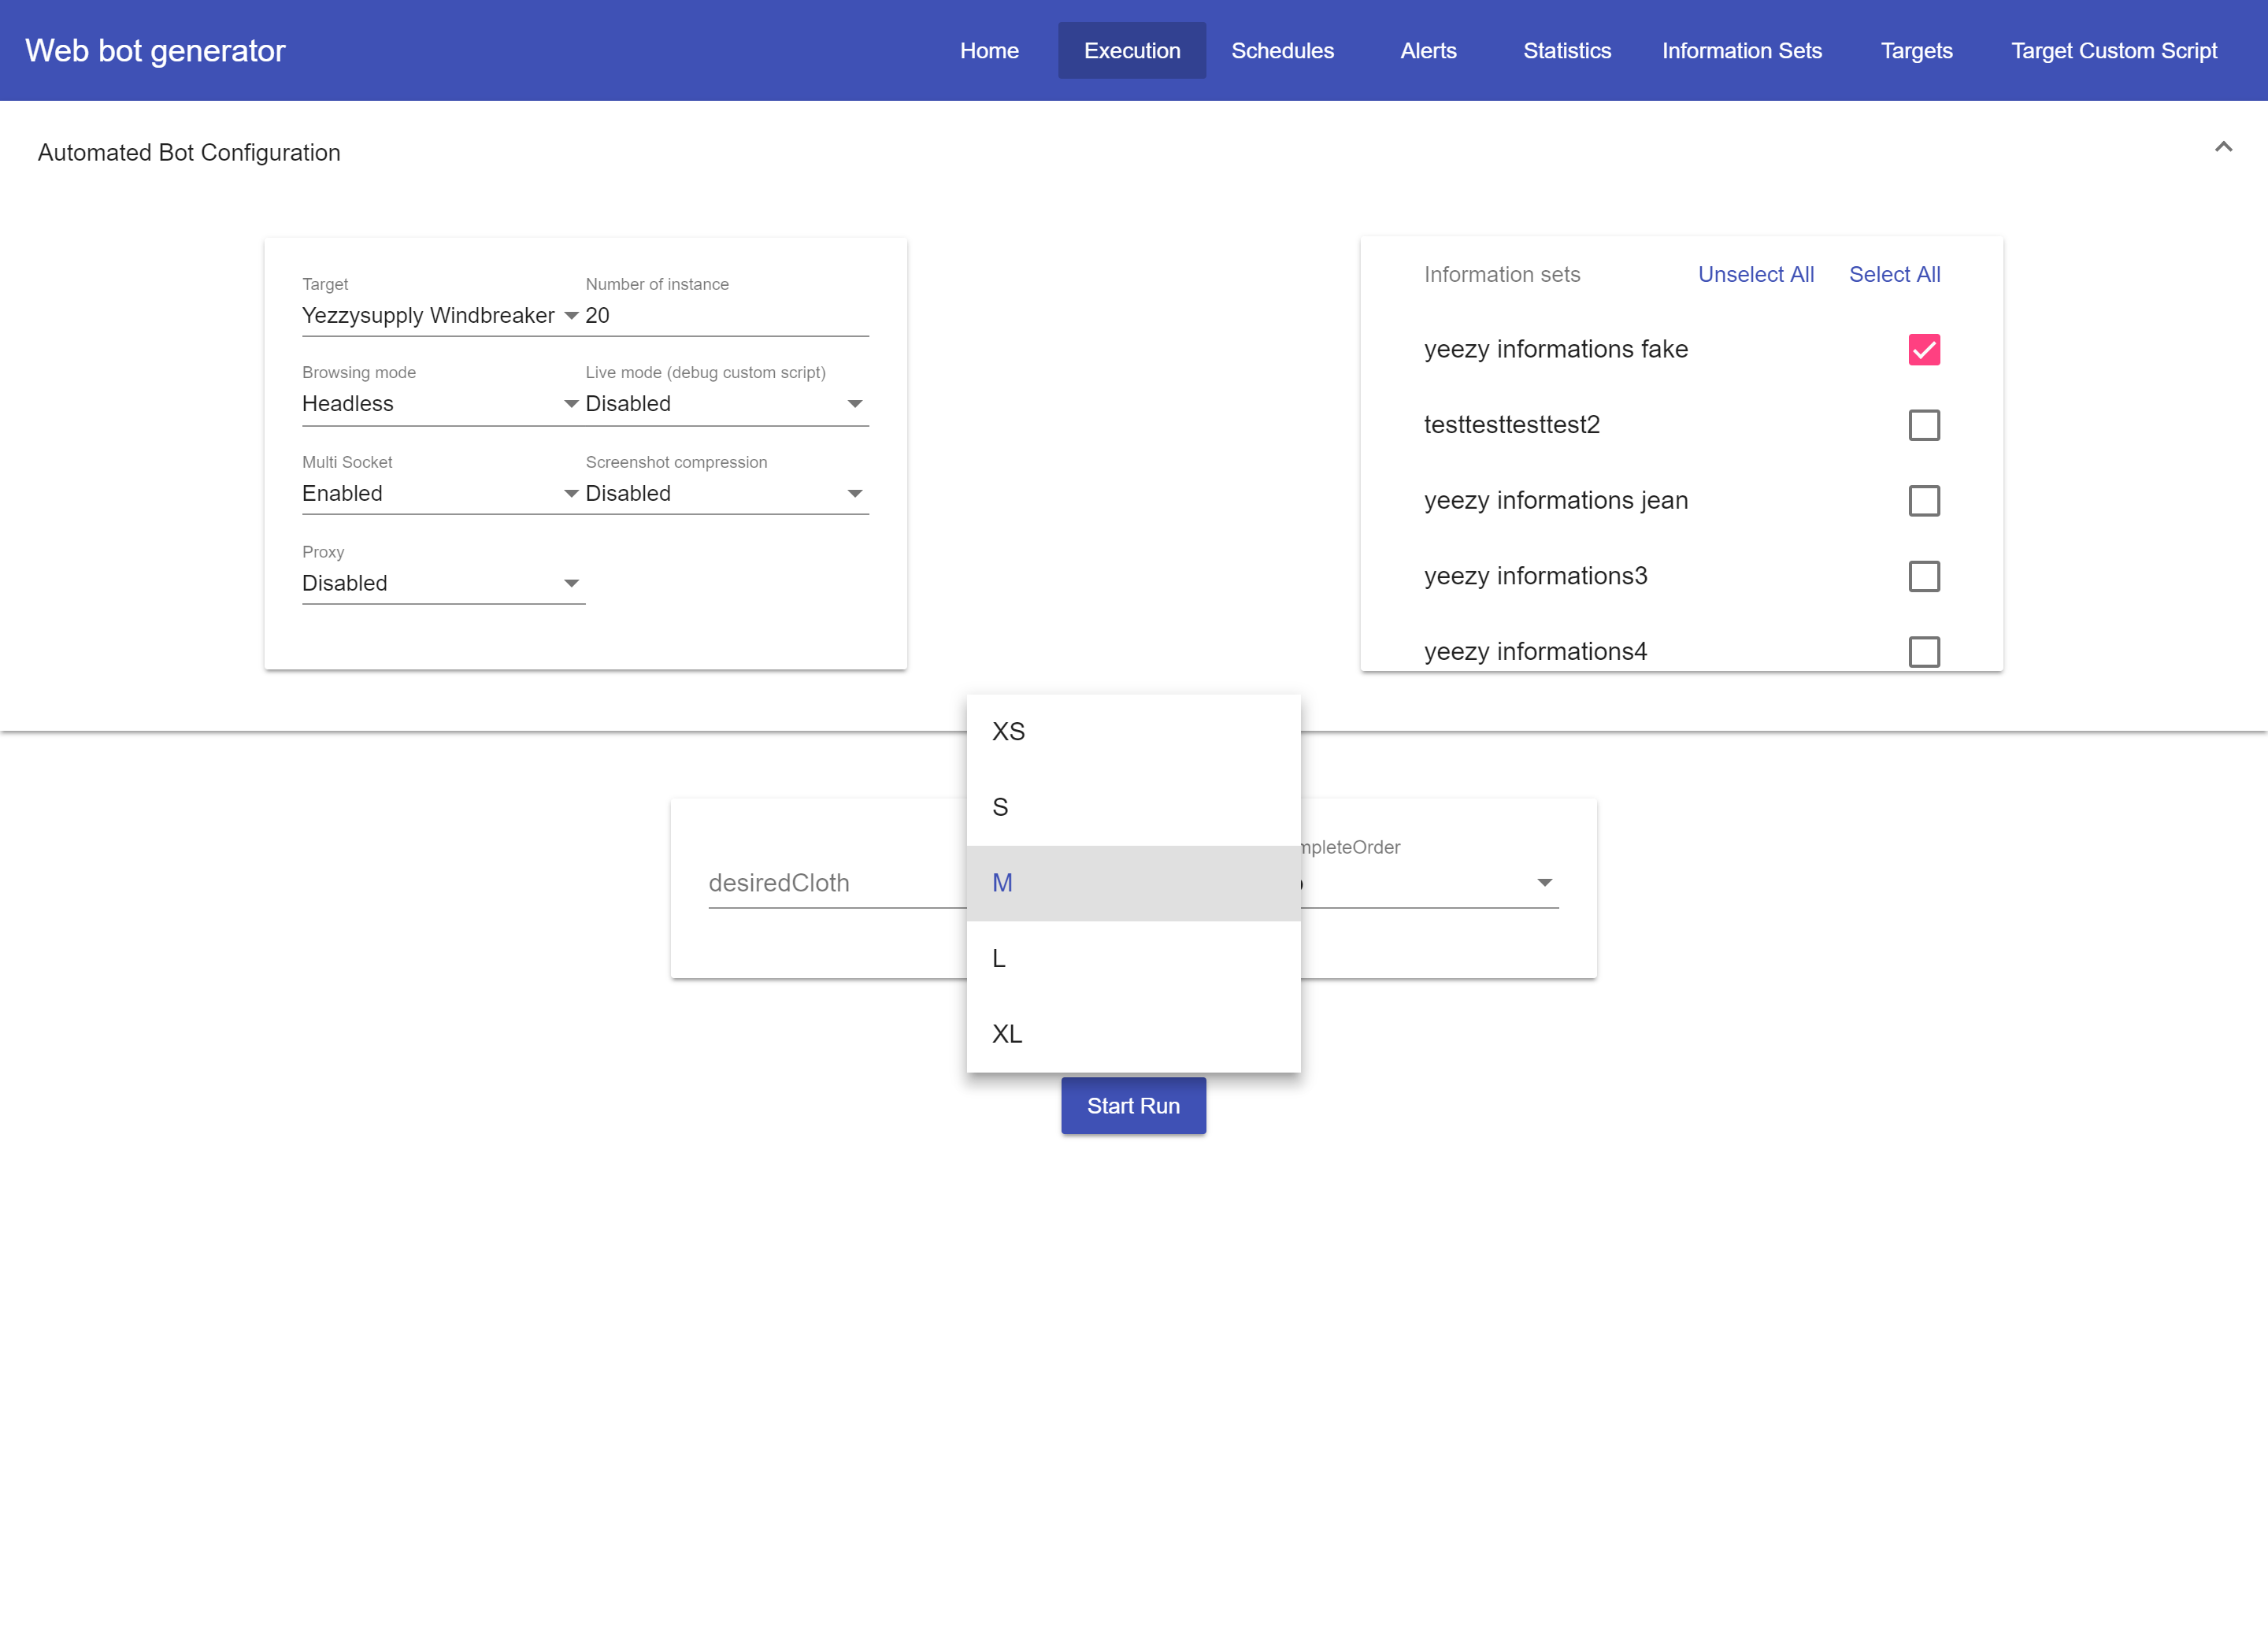 Web bot generator
Home Execution Schedules Alerts Statistics Information Sets Targets Target Custom Script
Automated Bot Configuration
Target Number of instance
Yezzysupply Windbreaker 20
Browsing mode Live mode (debug custom script)
Headless Disabled
Multi Socket Screenshot compression
Enabled Disabled
Proxy
Disabled
Information sets Unselect All Select All
yeezy informations fake
testtesttesttest2
yeezy informations jean
yeezy informations3
yeezy informations4
XS
S
M
L
XL
desiredCloth
mpleteOrder
Start Run